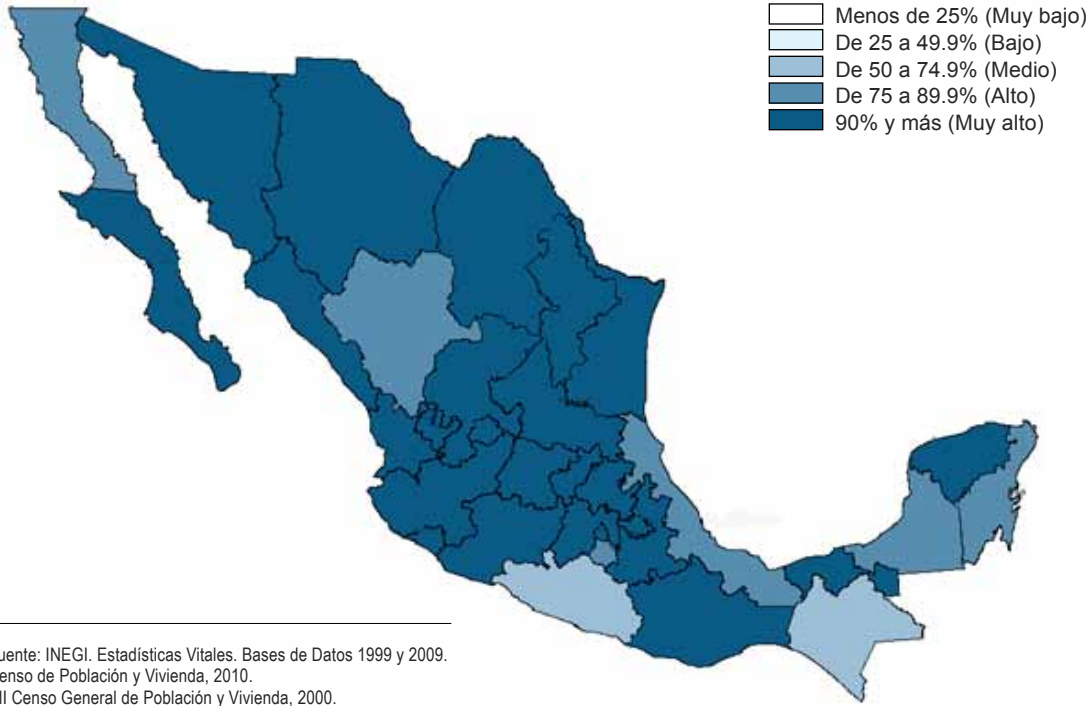 Menos de 25% (Muy bajo)
De 25 a 49.9% (Bajo)
De 50 a 74.9% (Medio)
De 75 a 89.9% (Alto)
90% y más (Muy alto)
uente: INEGI. Estadísticas Vitales. Bases de Datos 1999 y 2009.
enso de Población y Vivienda, 2010.
II Censo General de Población y Vivienda, 2000.